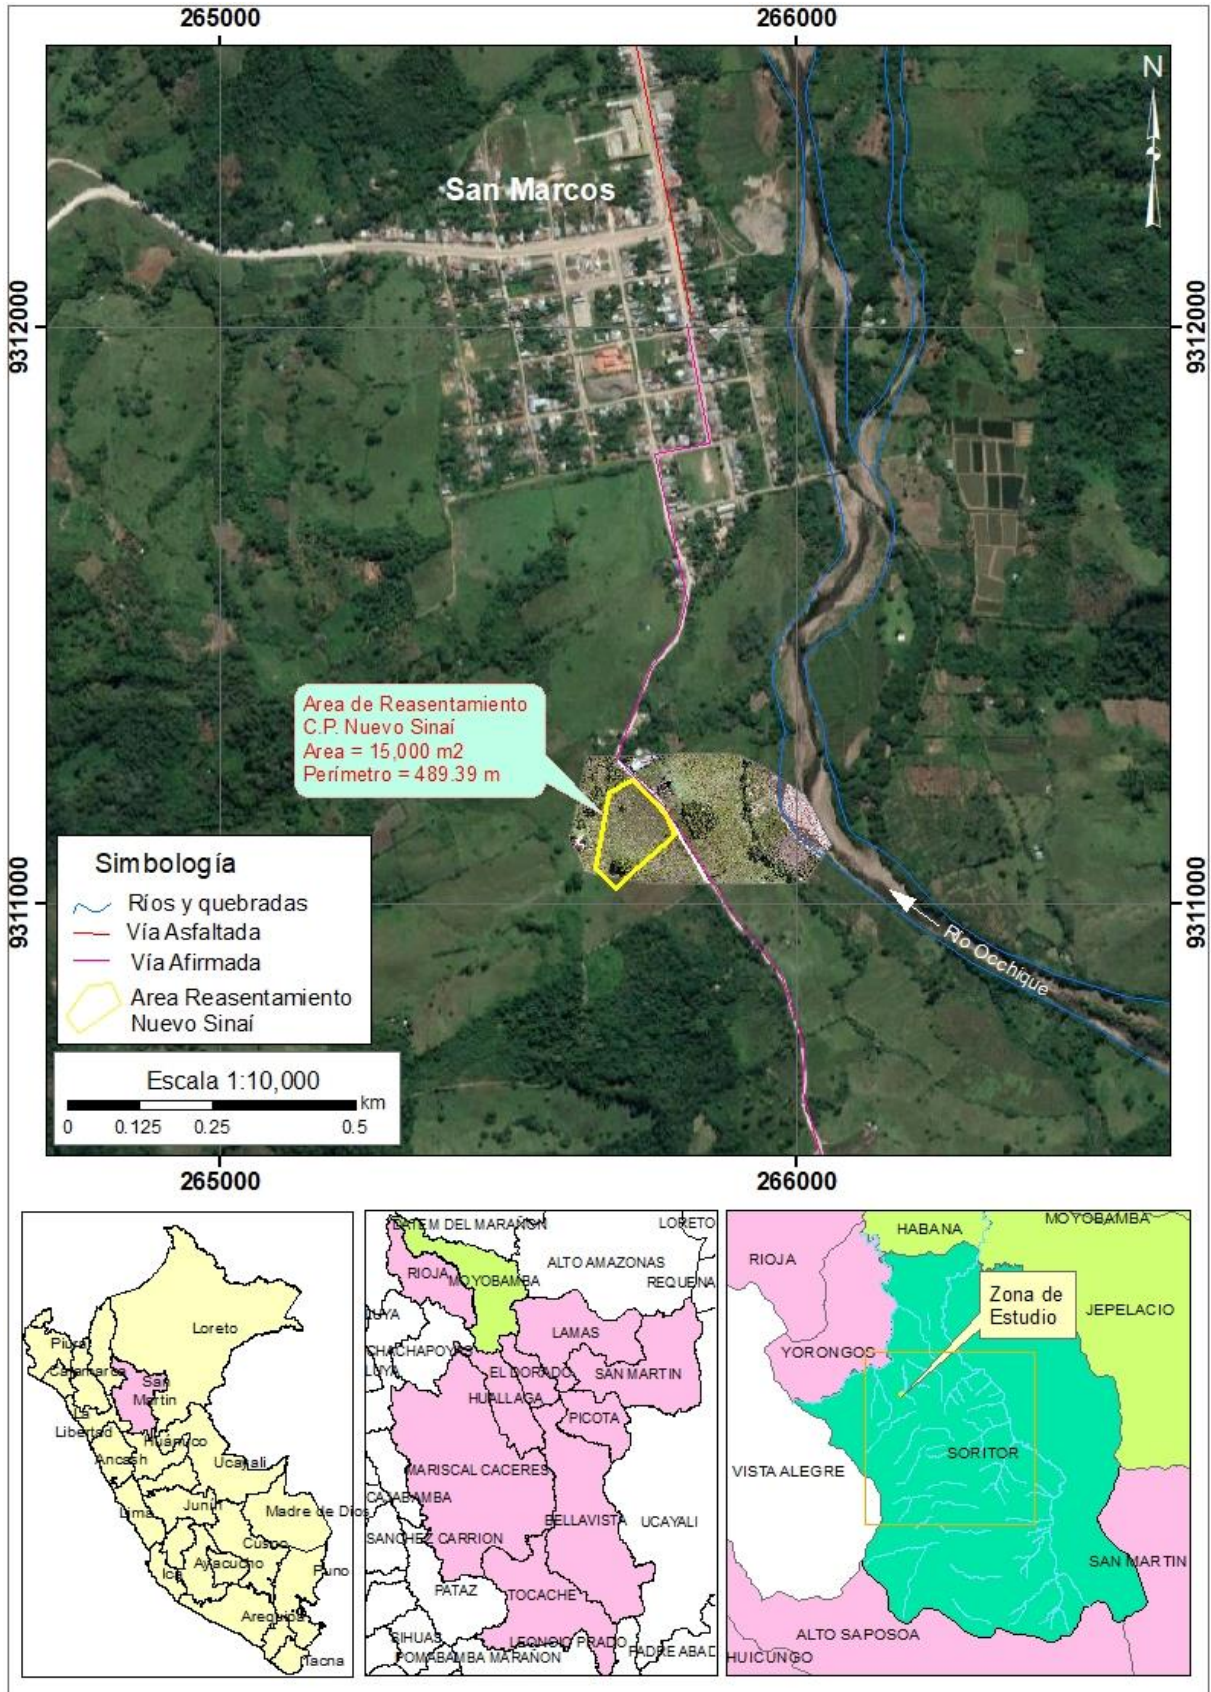 265000
266000
N
San Marcos
9312000
9312000
Area de Reasentamiento
C.P. Nuevo Sinaí
Area = 15,000 m2
Perímetro = 489.39 m
Simbología
Ríos y quebradas
Vía Asfaltada
Vía Afirmada
Area Reasentamiento
Nuevo Sinaí
9311000
9311000
Río Occhique
Escala 1:10,000
km
0 0.125 0.25 0.5
265000
266000
Loreto
Piura
Cajamarca
San
Martin
La
Libertad
Huánuco
Ancash
Ucayali
Lima
Junín
Madre de Dios
Cusco
Ica
Ayacucho
Puno
Arequipa
Tacna
DATEM DEL MARAÑON
LORETO
ALTO AMAZONAS
RIOJA
MOYOBAMBA
REQUENA
LUYA
LAMAS
CHACHAPOYAS
LUYA
EL DORADO
SAN MARTIN
HUALLAGA
PICOTA
MARISCAL CACERES
CAJABAMBA
BELLAVISTA
UCAYALI
SANCHEZ CARRION
PATAZ
TOCACHE
SIHUAS
LEONCIO PRADO
PADRE ABAD
POMABAMBA
MARAÑON
MOYOBAMBA
HABANA
RIOJA
Zona de
Estudio
JEPELACIO
YORONGOS
SORITOR
VISTA ALEGRE
SAN MARTIN
ALTO SAPOSOA
HUICUNGO